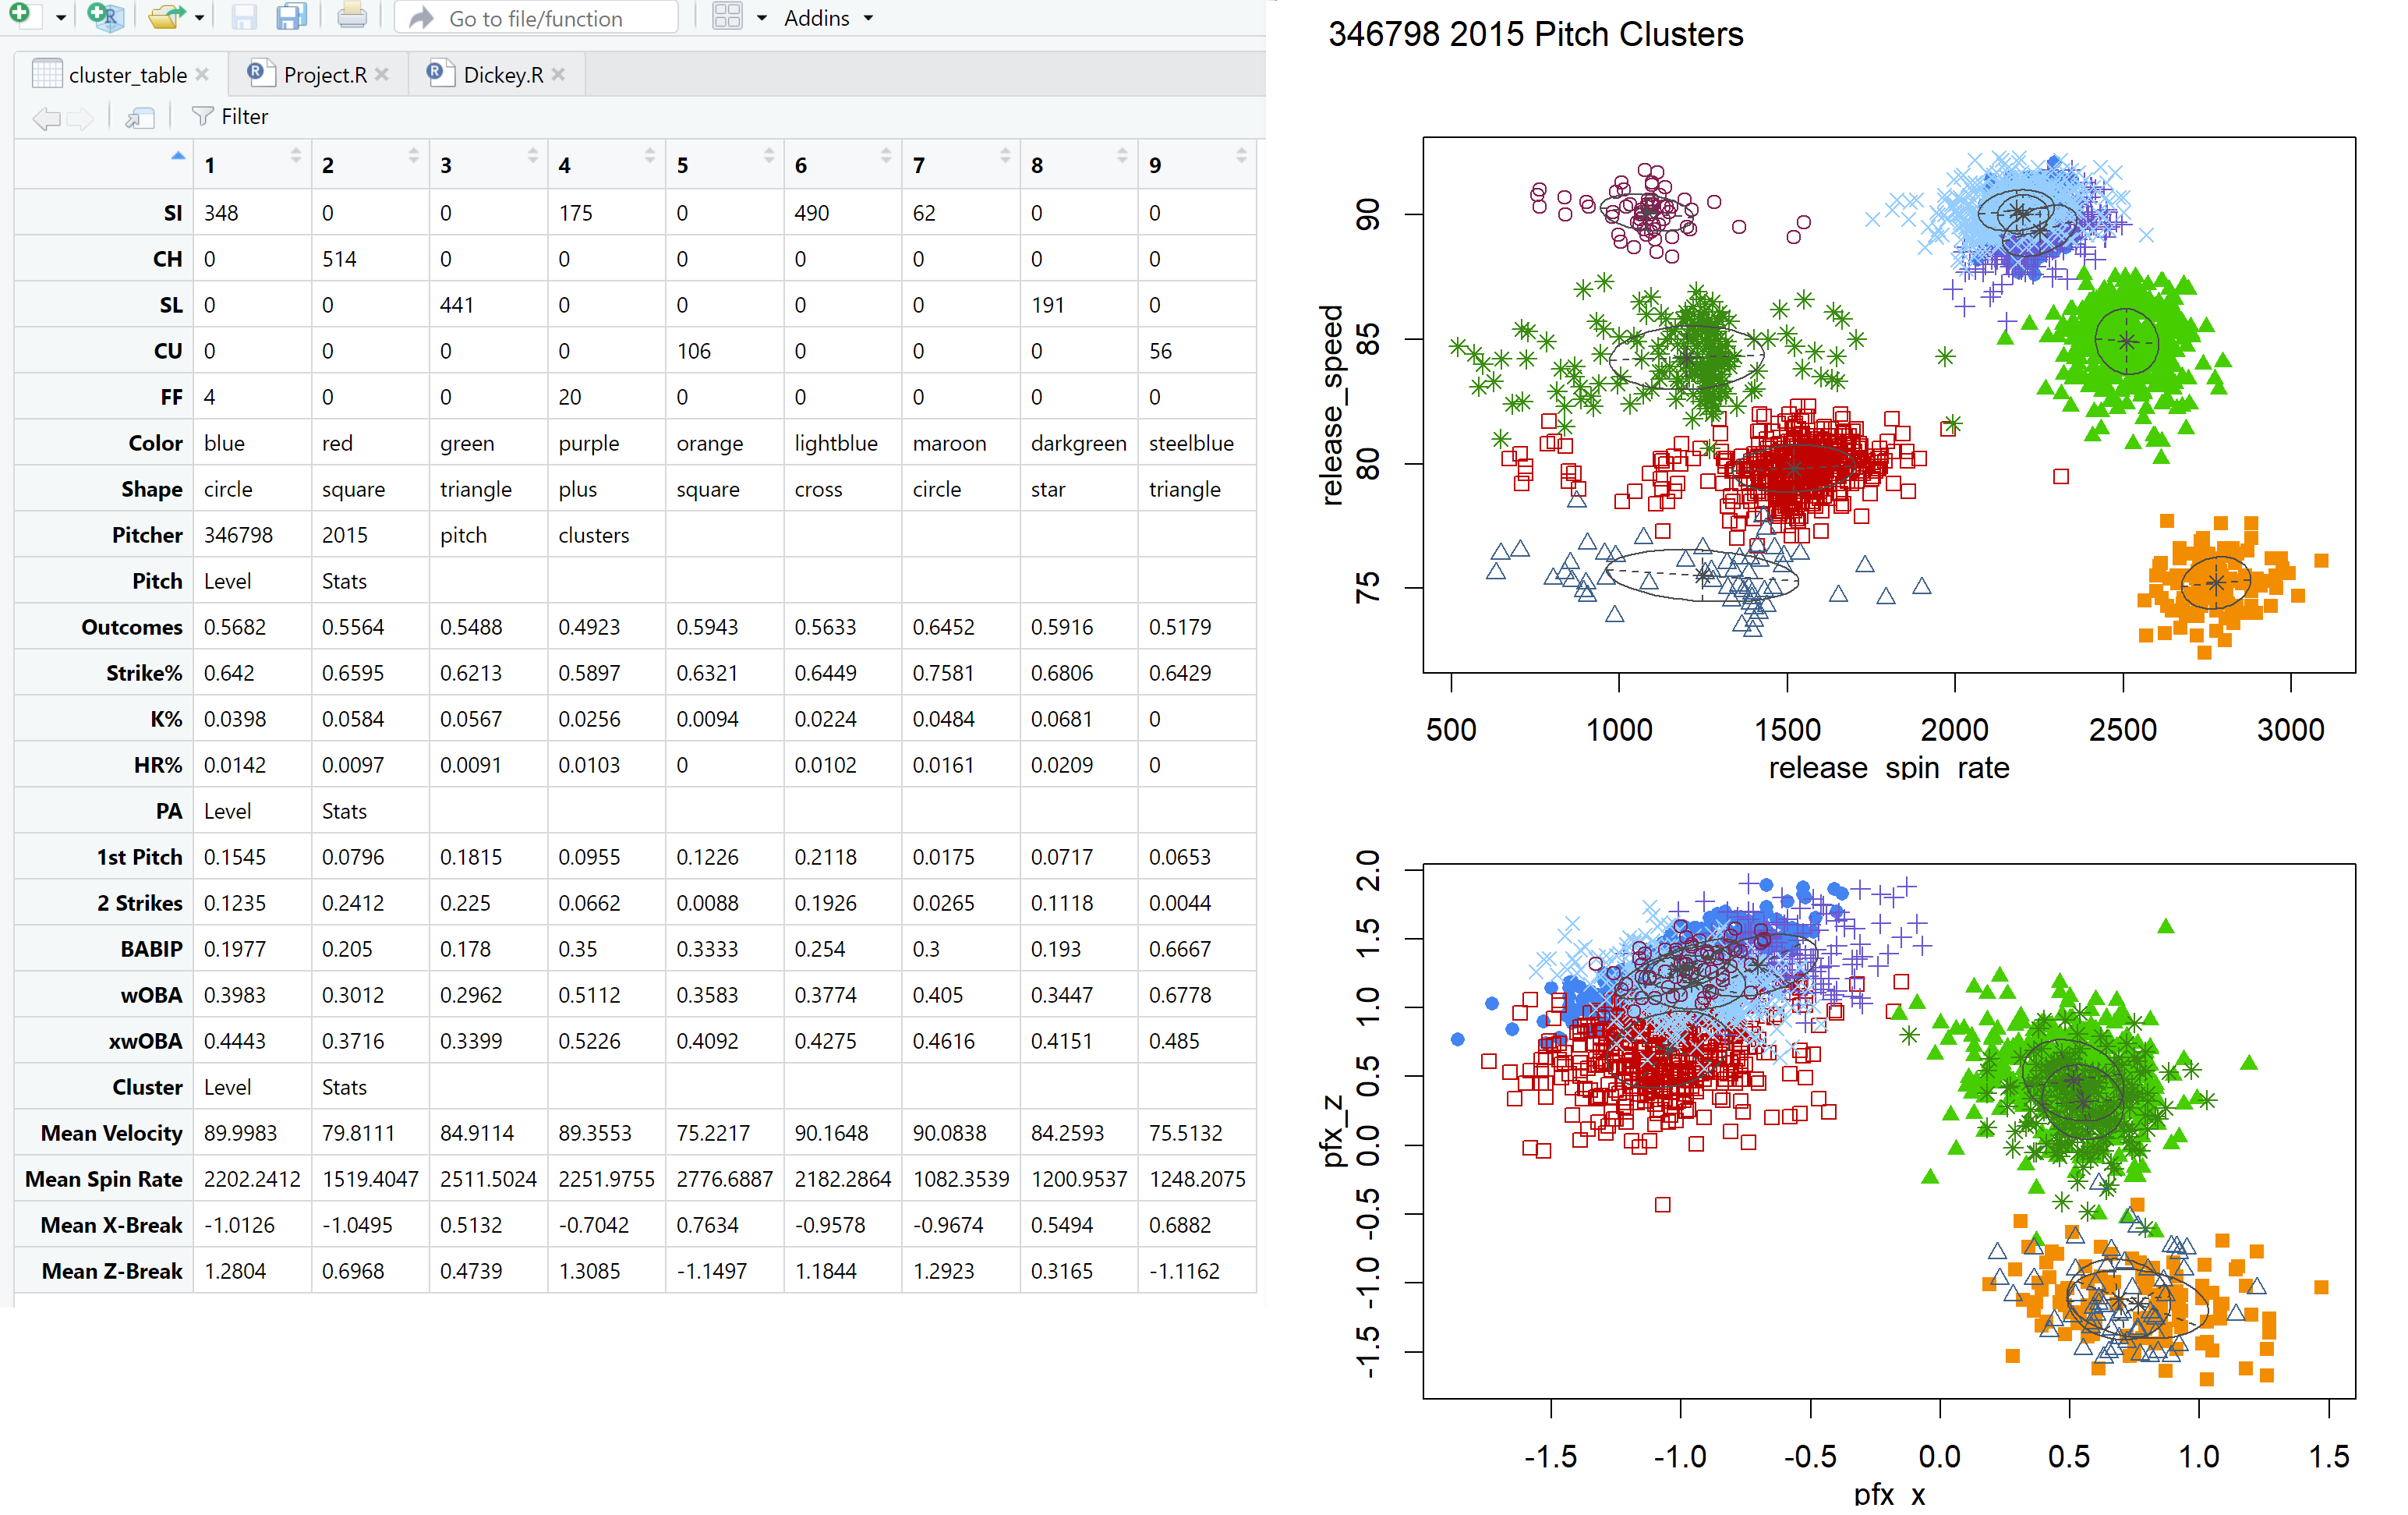 Go to file/function Addins
cluster_table Project.R Dickey.R
Filter
1 2 3 4 5 6 7 8 9
SI 348 0 0 175 0 490 62 0 0
CH 0 514 0 0 0 0 0 0 0
SL 0 0 441 0 0 0 0 191 0
CU 0 0 0 0 106 0 0 0 56
FF 4 0 0 20 0 0 0 0 0
Color blue red green purple orange lightblue maroon darkgreen steelblue
Shape circle square triangle plus square cross circle star triangle
Pitcher 346798 2015 pitch clusters
Pitch Level Stats
Outcomes 0.5682 0.5564 0.5488 0.4923 0.5943 0.5633 0.6452 0.5916 0.5179
Strike% 0.642 0.6595 0.6213 0.5897 0.6321 0.6449 0.7581 0.6806 0.6429
K% 0.0398 0.0584 0.0567 0.0256 0.0094 0.0224 0.0484 0.0681 0
HR% 0.0142 0.0097 0.0091 0.0103 0 0.0102 0.0161 0.0209 0
PA Level Stats
1st Pitch 0.1545 0.0796 0.1815 0.0955 0.1226 0.2118 0.0175 0.0717 0.0653
2 Strikes 0.1235 0.2412 0.225 0.0662 0.0088 0.1926 0.0265 0.1118 0.0044
BABIP 0.1977 0.205 0.178 0.35 0.3333 0.254 0.3 0.193 0.6667
wOBA 0.3983 0.3012 0.2962 0.5112 0.3583 0.3774 0.405 0.3447 0.6778
xwOBA 0.4443 0.3716 0.3399 0.5226 0.4092 0.4275 0.4616 0.4151 0.485
Cluster Level Stats
Mean Velocity 89.9983 79.8111 84.9114 89.3553 75.2217 90.1648 90.0838 84.2593 75.5132
Mean Spin Rate 2202.2412 1519.4047 2511.5024 2251.9755 2776.6887 2182.2864 1082.3539 1200.9537 1248.2075
Mean X-Break -1.0126 -1.0495 0.5132 -0.7042 0.7634 -0.9578 -0.9674 0.5494 0.6882
Mean Z-Break 1.2804 0.6968 0.4739 1.3085 -1.1497 1.1844 1.2923 0.3165 -1.1162
346798 2015 Pitch Clusters
release_speed
90
85
80
75
500 1000 1500 2000 2500 3000
release_spin_rate
pfx_z
2.0
1.5
1.0
0.5
0.0
-0.5
-1.0
-1.5
-1.5 -1.0 -0.5 0.0 0.5 1.0 1.5
pfx_x